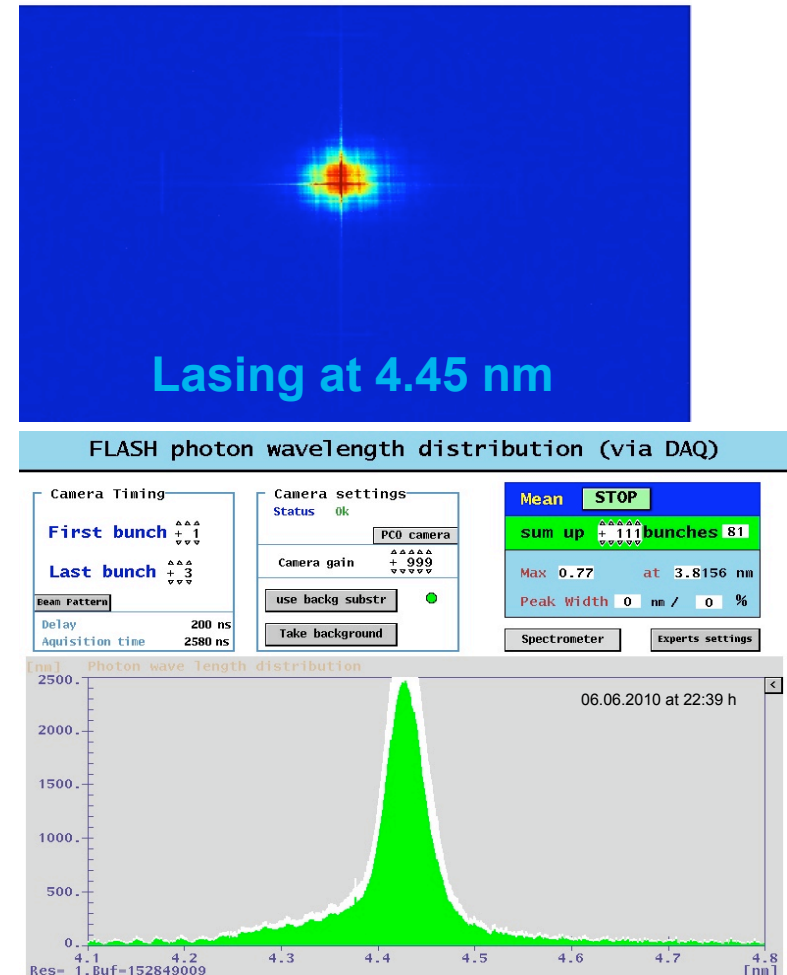 Lasing at 4.45 nm
FLASH photon wavelength distribution (via DAQ)
Camera Timing
First bunch + 1
Last bunch + 3
Beam Pattern
Delay 200 ns
Aquisition time 2580 ns
Camera settings
Status Ok
PCO camera
Camera gain + 999
use backg substr
Take background
Mean STOP
sum up + 111 bunches 81
Max 0.77 at 3.8156 nm
Peak Width 0 nm / 0 %
Spectrometer Experts settings
[nm] Photon wave length distribution
<
06.06.2010 at 22:39 h
2500.
2000.
1500.
1000.
500.
0.
4.1 4.2 4.3 4.4 4.5 4.6 4.7 4.8
Res= 1.Buf=152849009 [nm]